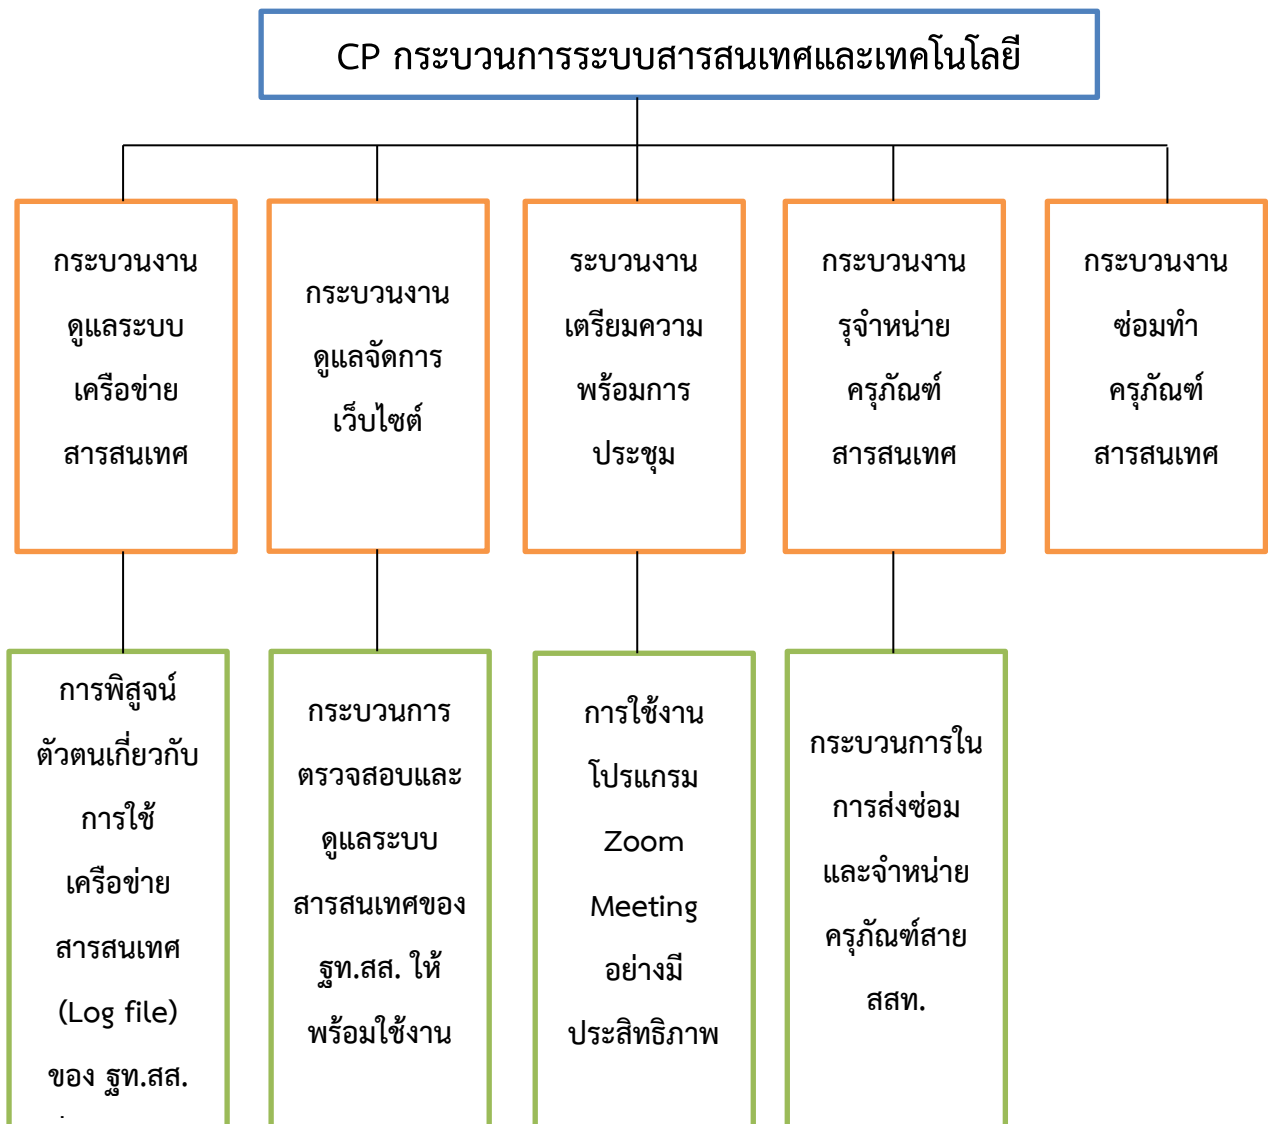 CP กระบวนการระบบสารสนเทศและเทคโนโลยี
กระบวนงาน
ดูแลระบบ
เครือข่าย
สารสนเทศ
กระบวนงาน
ดูแลจัดการ
เว็บไซต์
ระบวนงาน
เตรียมความ
พร้อมการ
ประชุม
กระบวนงาน
รุจำหน่าย
ครุภัณฑ์
สารสนเทศ
กระบวนงาน
ซ่อมทำ
ครุภัณฑ์
สารสนเทศ
การพิสูจน์
ตัวตนเกี่ยวกับ
การใช้
เครือข่าย
สารสนเทศ
(Log file)
ของ ฐท.สส.
กระบวนการ
ตรวจสอบและ
ดูแลระบบ
สารสนเทศของ
ฐท.สส. ให้
พร้อมใช้งาน
การใช้งาน
โปรแกรม
Zoom
Meeting
อย่างมี
ประสิทธิภาพ
กระบวนการใน
การส่งซ่อม
และจำหน่าย
ครุภัณฑ์สาย
สสท.